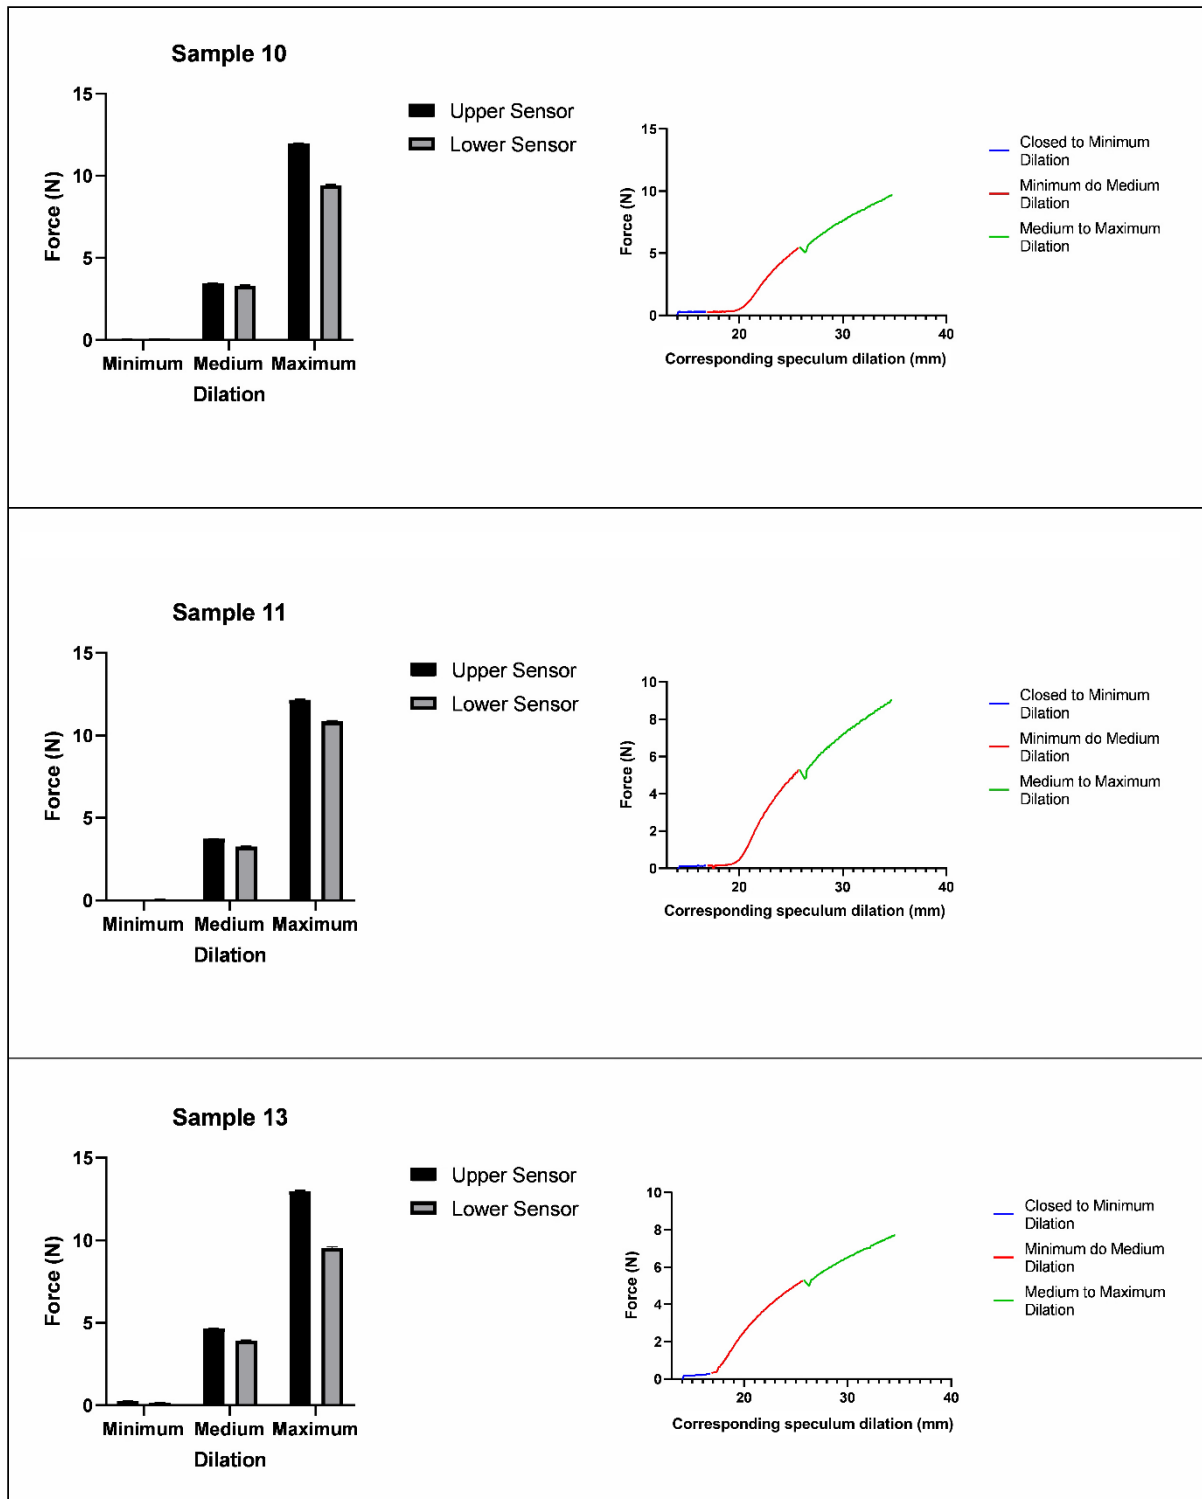 Sample 10
15
10
5
0
Force (N)
Minimum Medium Maximum
Dilation
Upper Sensor
Lower Sensor
15
10
5
0
Force (N)
20 30 40
Corresponding speculum dilation (mm)
Closed to Minimum
Dilation
Minimum do Medium
Dilation
Medium to Maximum
Dilation
Sample 11
15
10
5
0
Force (N)
Minimum Medium Maximum
Dilation
Upper Sensor
Lower Sensor
10
8
6
4
2
0
Force (N)
20 30 40
Corresponding speculum dilation (mm)
Closed to Minimum
Dilation
Minimum do Medium
Dilation
Medium to Maximum
Dilation
Sample 13
15
10
5
0
Force (N)
Minimum Medium Maximum
Dilation
Upper Sensor
Lower Sensor
10
8
6
4
2
0
Force (N)
20 30 40
Corresponding speculum dilation (mm)
Closed to Minimum
Dilation
Minimum do Medium
Dilation
Medium to Maximum
Dilation